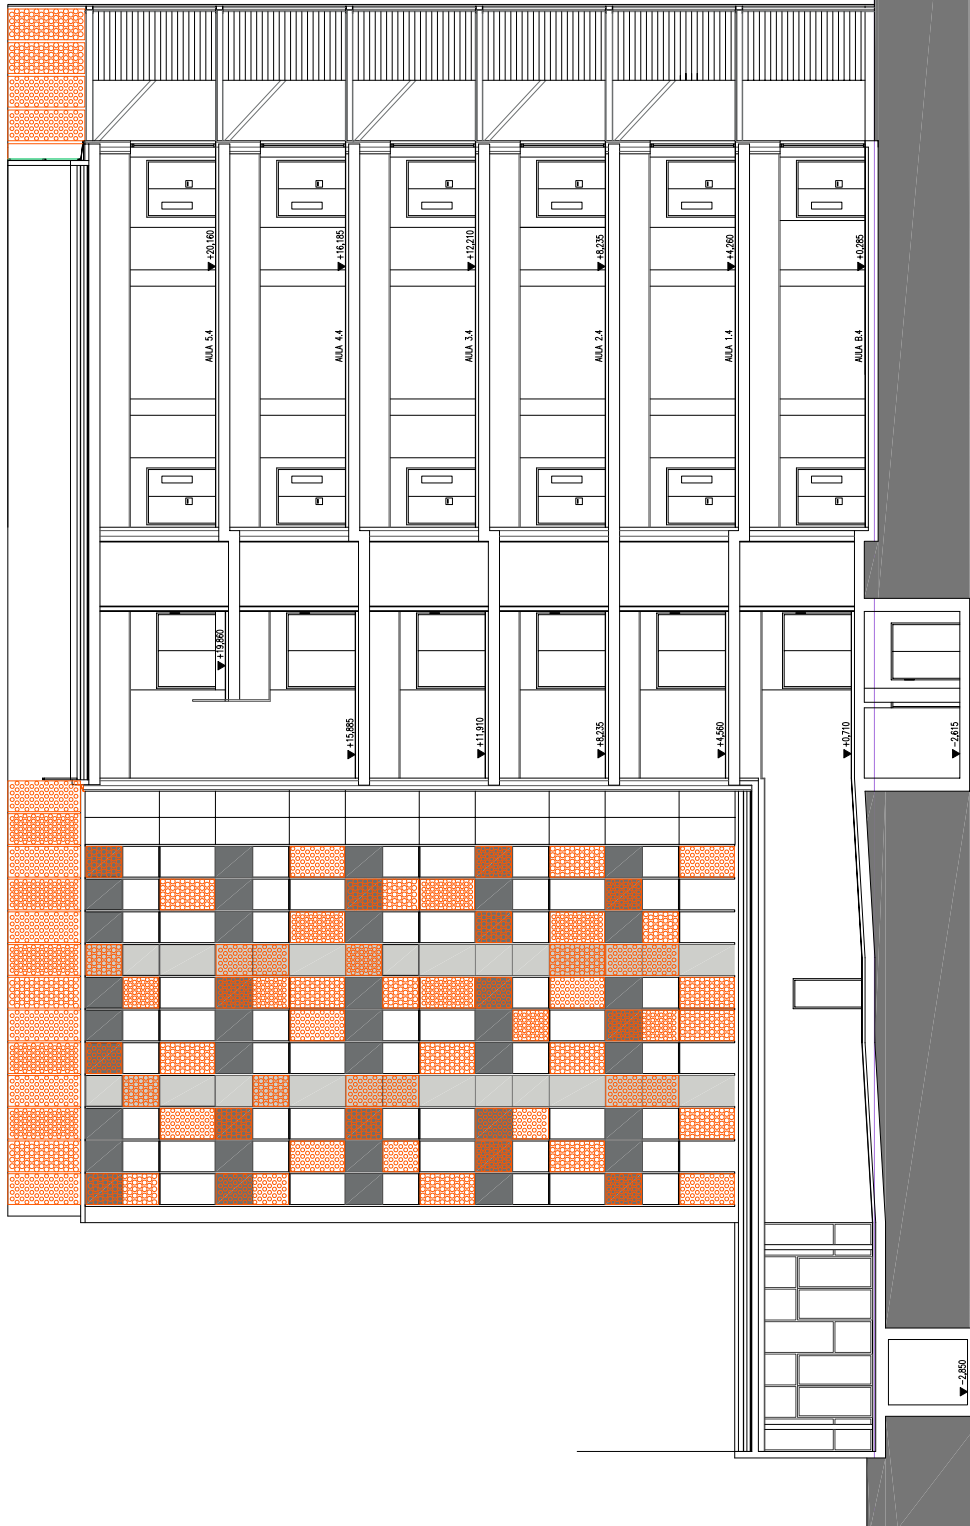 +20,160
AULA 5.4
+16,185
AULA 4.4
+12,210
AULA 3.4
+8,235
AULA 2.4
+4,260
AULA 1.4
+0,285
AULA B.4
+19,860
+15,885
+11,910
+8,235
+4,560
+0,710
-2,615
-2,850